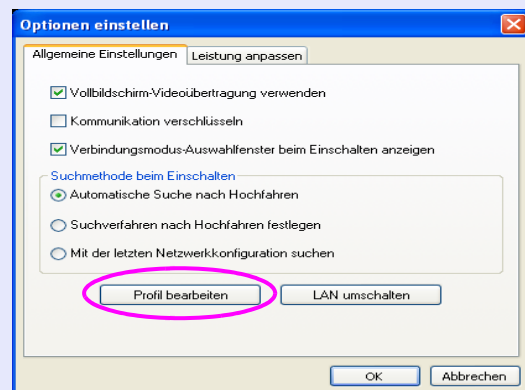 Optionen einstellen
Allgemeine Einstellungen
Leistung anpassen
Vollbildschirm-Videoübertragung verwenden
Kommunikation verschlüsseln
Verbindungsmodus-Auswahlfenster beim Einschalten anzeigen
Suchmethode beim Einschalten
Automatische Suche nach Hochfahren
Suchverfahren nach Hochfahren festlegen
Mit der letzten Netzwerkkonfiguration suchen
Profil bearbeiten
LAN umschalten
OK
Abbrechen